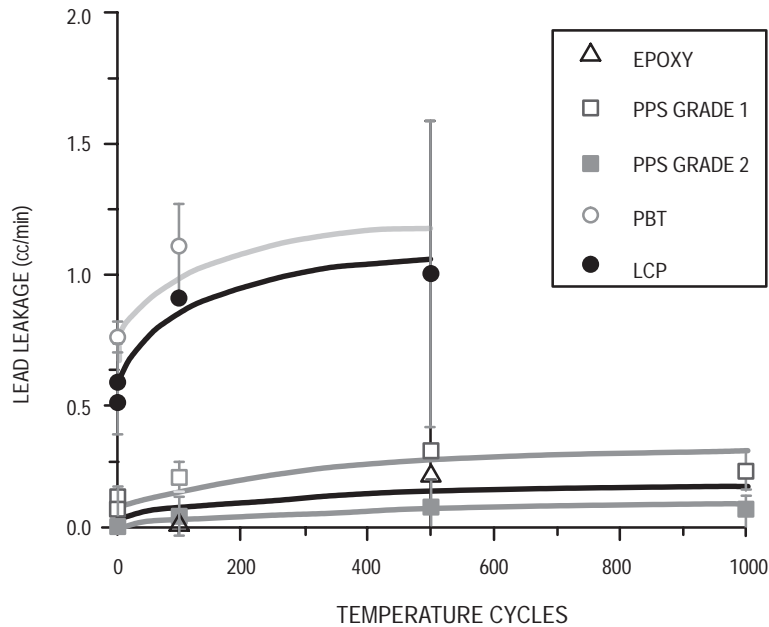 2.0
1.5
1.0
0.5
0.0
LEAD LEAKAGE (cc/min)
EPOXY
PPS GRADE 1
PPS GRADE 2
PBT
LCP
0
200
400
600
800
1000
TEMPERATURE CYCLES